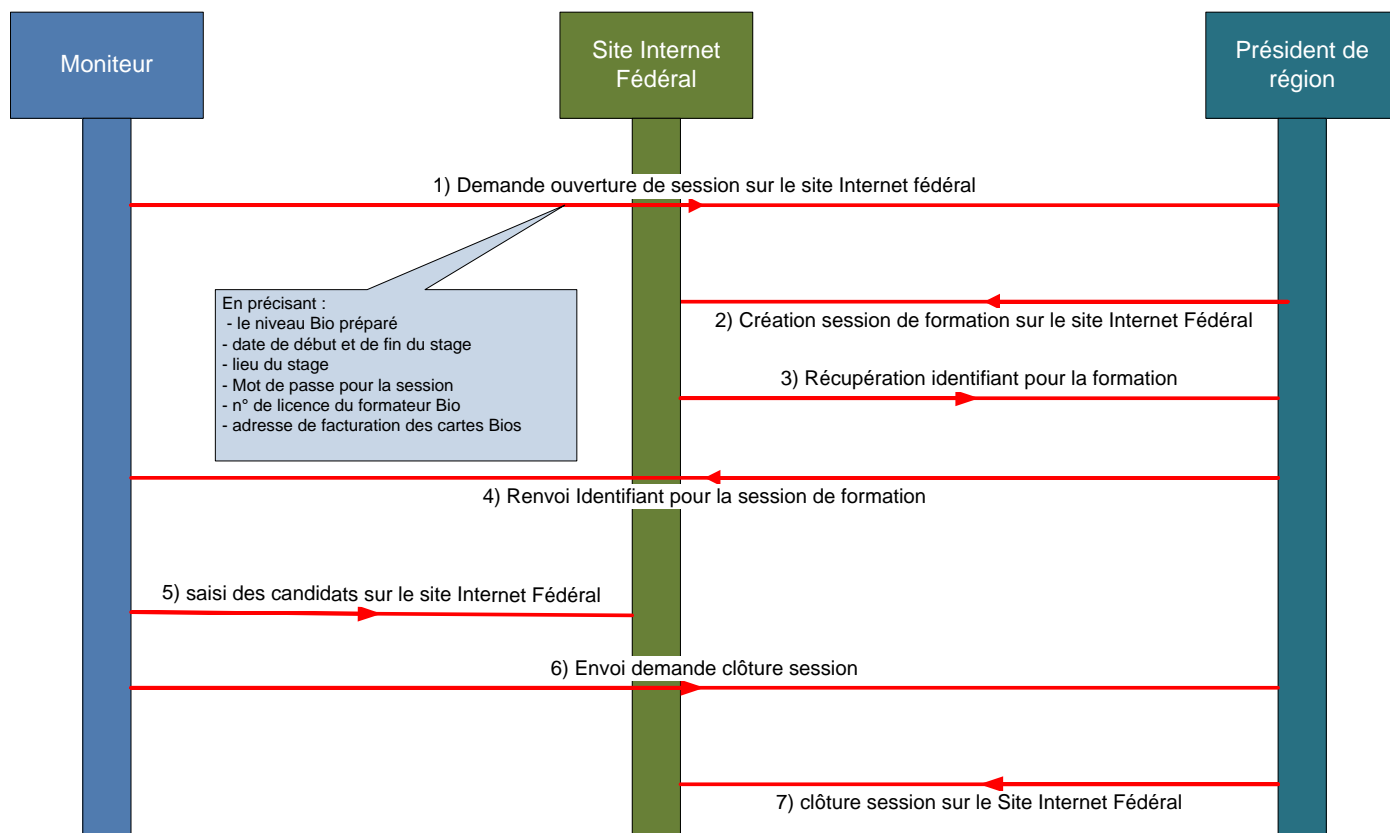 Moniteur
Site Internet
Fédéral
Président de
région
1) Demande ouverture de session sur le site Internet fédéral
En précisant :
- le niveau Bio préparé
- date de début et de fin du stage
- lieu du stage
- Mot de passe pour la session
- n° de licence du formateur Bio
- adresse de facturation des cartes Bios
2) Création session de formation sur le site Internet Fédéral
3) Récupération identifiant pour la formation
4) Renvoi Identifiant pour la session de formation
5) saisi des candidats sur le site Internet Fédéral
6) Envoi demande clôture session
7) clôture session sur le Site Internet Fédéral